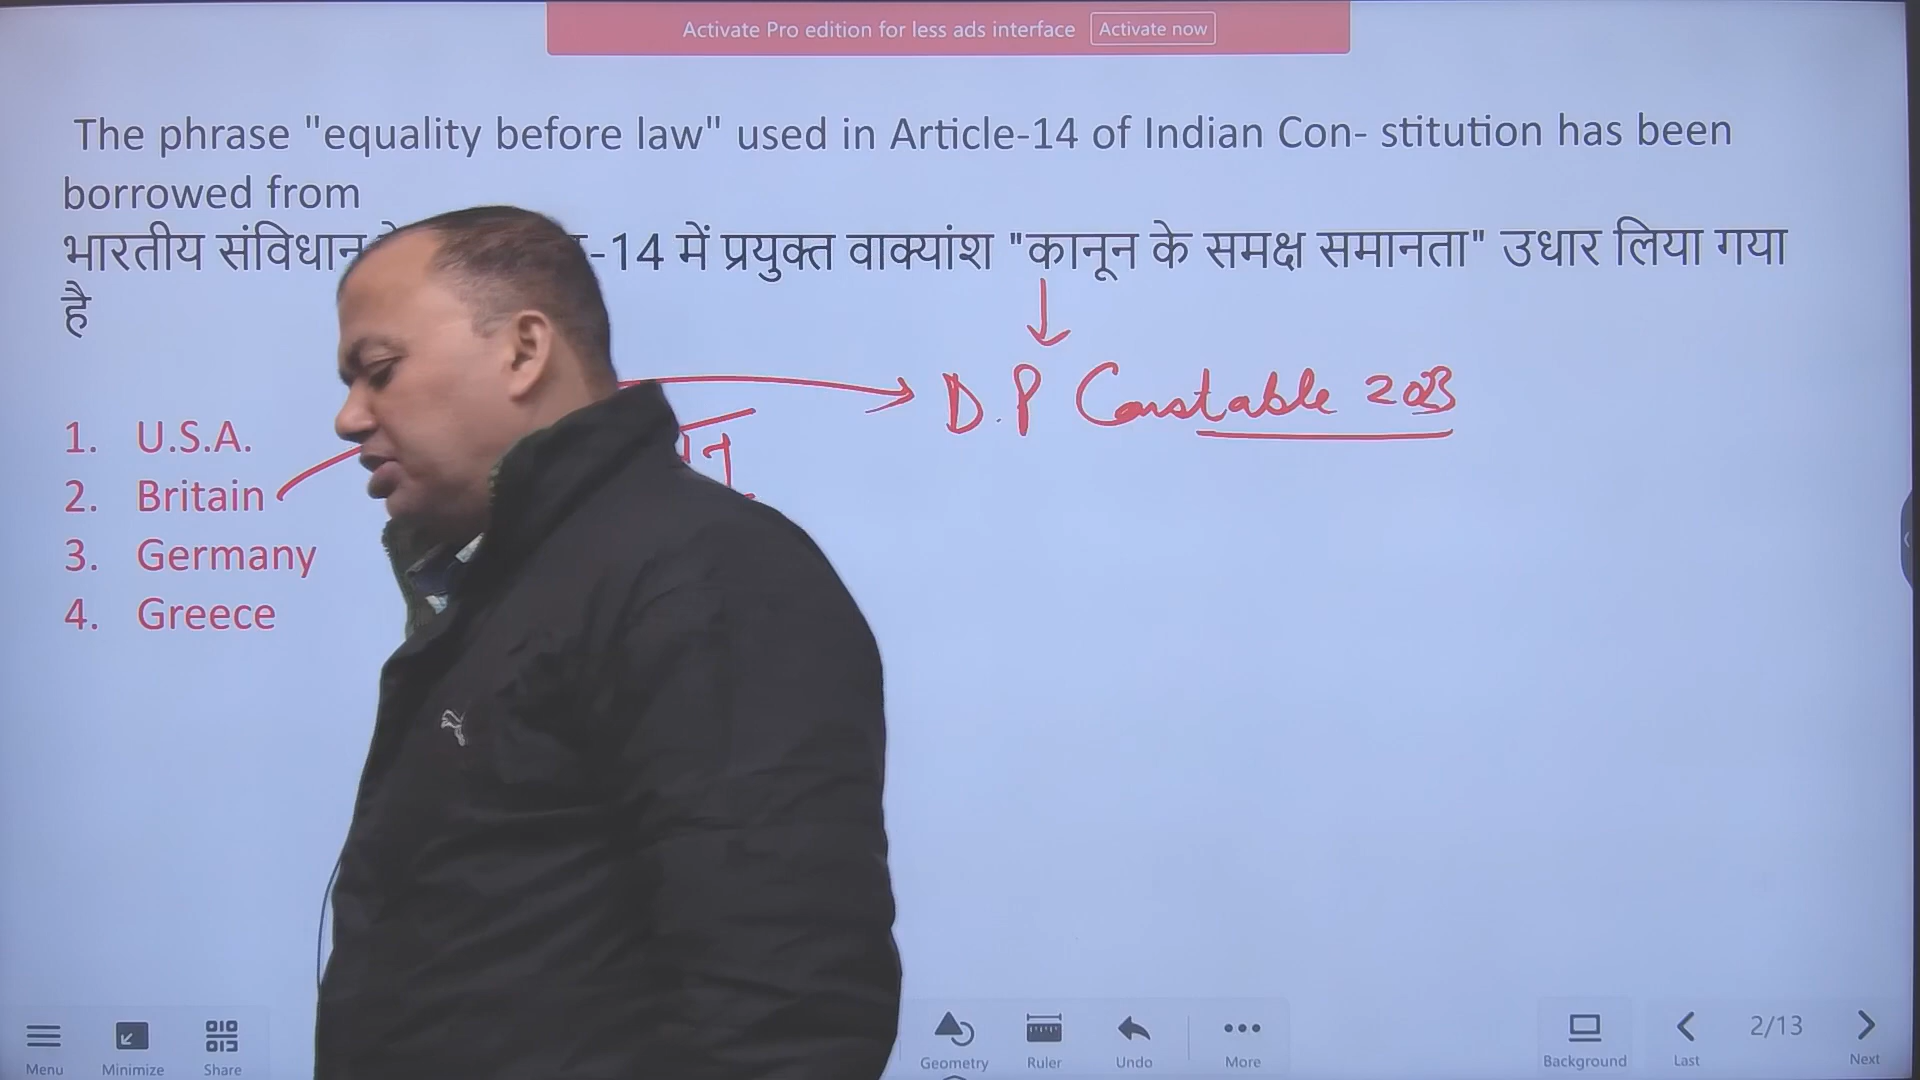 Activate Pro edition for less ads interface Activate now
The phrase "equality before law" used in Article-14 of Indian Con- stitution has been
borrowed from
भारतीय संविधान -14 में प्रयुक्त वाक्यांश "कानून के समक्ष समानता" उधार लिया गया
है
D.P Constable 2023
1. U.S.A.
2. Britain
3. Germany
4. Greece
Menu Minimize Share Geometry Ruler Undo More Background Last 2/13 Next